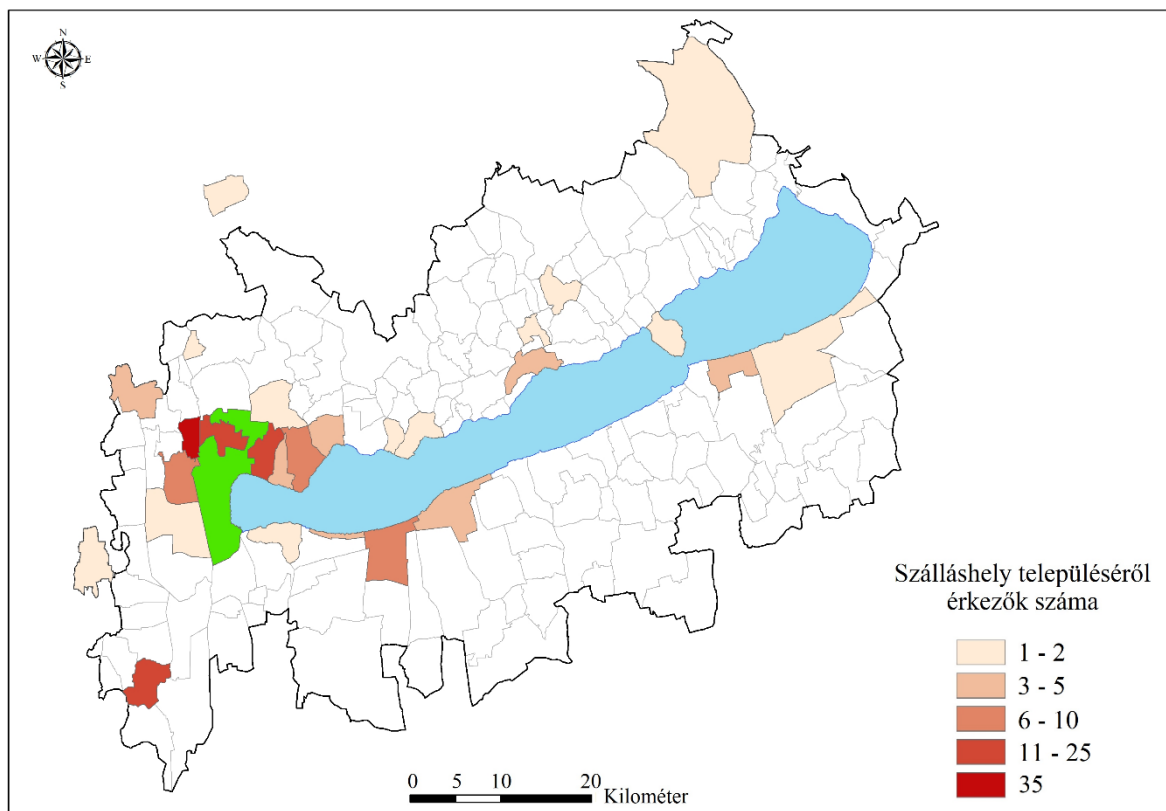 N
W E
S
Szálláshely településéről
érkezők száma
1 - 2
3 - 5
6 - 10
11 - 25
35
0 5 10 20
Kilométer